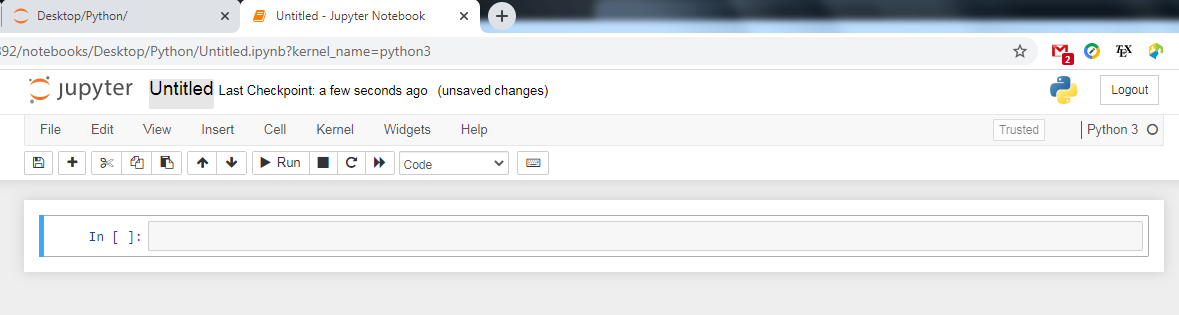 Desktop/Python/ Untitled - Jupyter Notebook
892/notebooks/Desktop/Python/Untitled.ipynb?kernel_name=python3
2 TEX
jupyter Untitled Last Checkpoint: a few seconds ago (unsaved changes) Logout
File Edit View Insert Cell Kernel Widgets Help Trusted Python 3
Run Code
In [ ]: